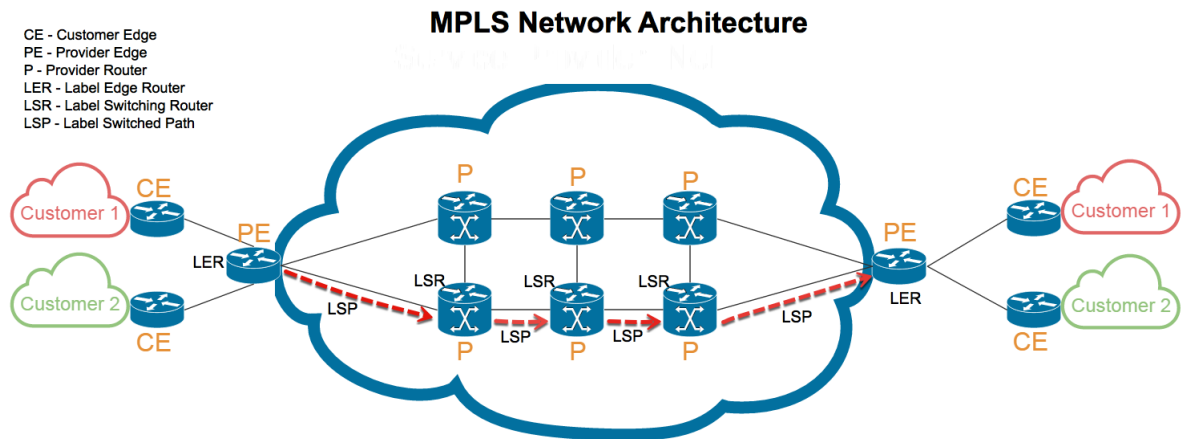 MPLS Network Architecture
CE - Customer Edge
PE - Provider Edge
P - Provider Router
LER - Label Edge Router
LSR - Label Switching Router
LSP - Label Switched Path
P
P
P
CE
CE
Customer 1
Customer 1
PE
PE
LER
LSR
LSR
LSR
LER
Customer 2
Customer 2
LSP
LSP
LSP
LSP
CE
P
P
P
CE